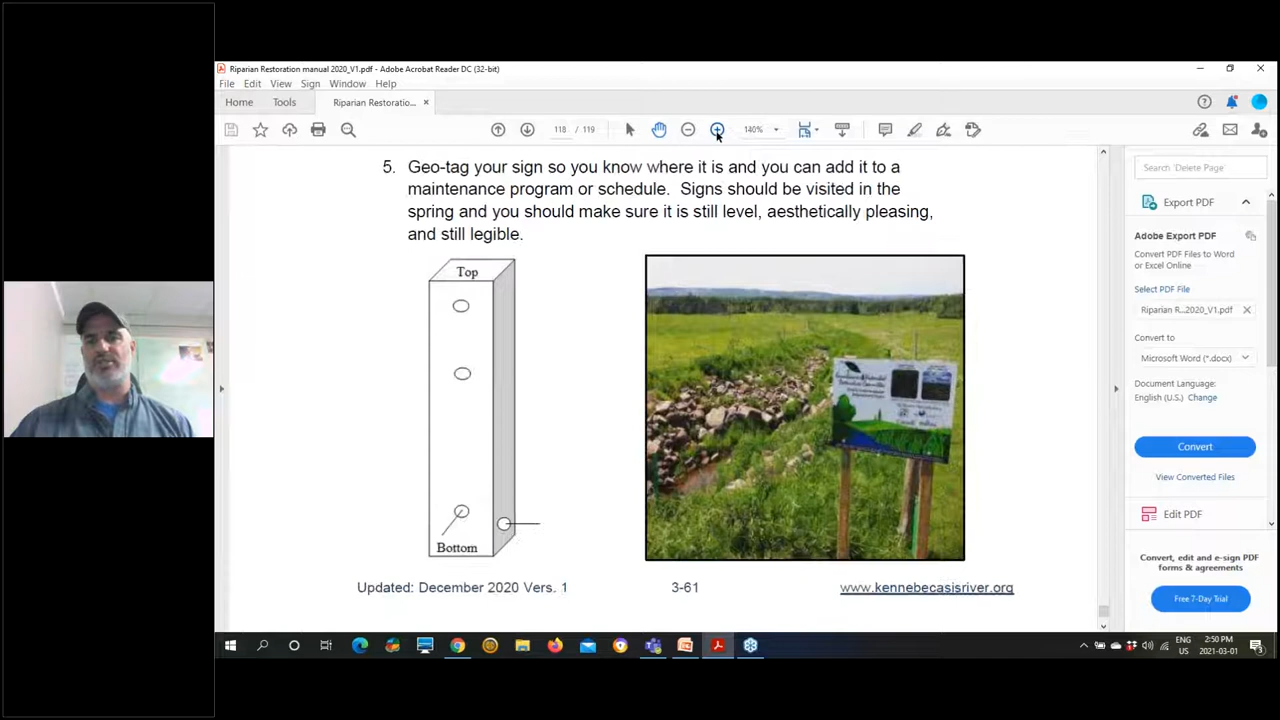 Riparian Restoration manual 2020_V1.pdf - Adobe Acrobat Reader DC (32-bit)
File Edit View Sign Window Help
Home Tools Riparian Restoratio... ×
118 / 119 140%
5. Geo-tag your sign so you know where it is and you can add it to a
maintenance program or schedule. Signs should be visited in the
spring and you should make sure it is still level, aesthetically pleasing,
and still legible.
Top
Bottom
Updated: December 2020 Vers. 1 3-61 www.kennebecasisriver.org
Search 'Delete Page'
Export PDF
Adobe Export PDF
Convert PDF Files to Word
or Excel Online
Select PDF File
Riparian R...2020_V1.pdf
Convert to
Microsoft Word (*.docx)
Document Language:
English (U.S.) Change
Convert
View Converted Files
Edit PDF
Convert, edit and e-sign PDF
forms & agreements
Free 7-Day Trial
ENG 2:50 PM
US 2021-03-01